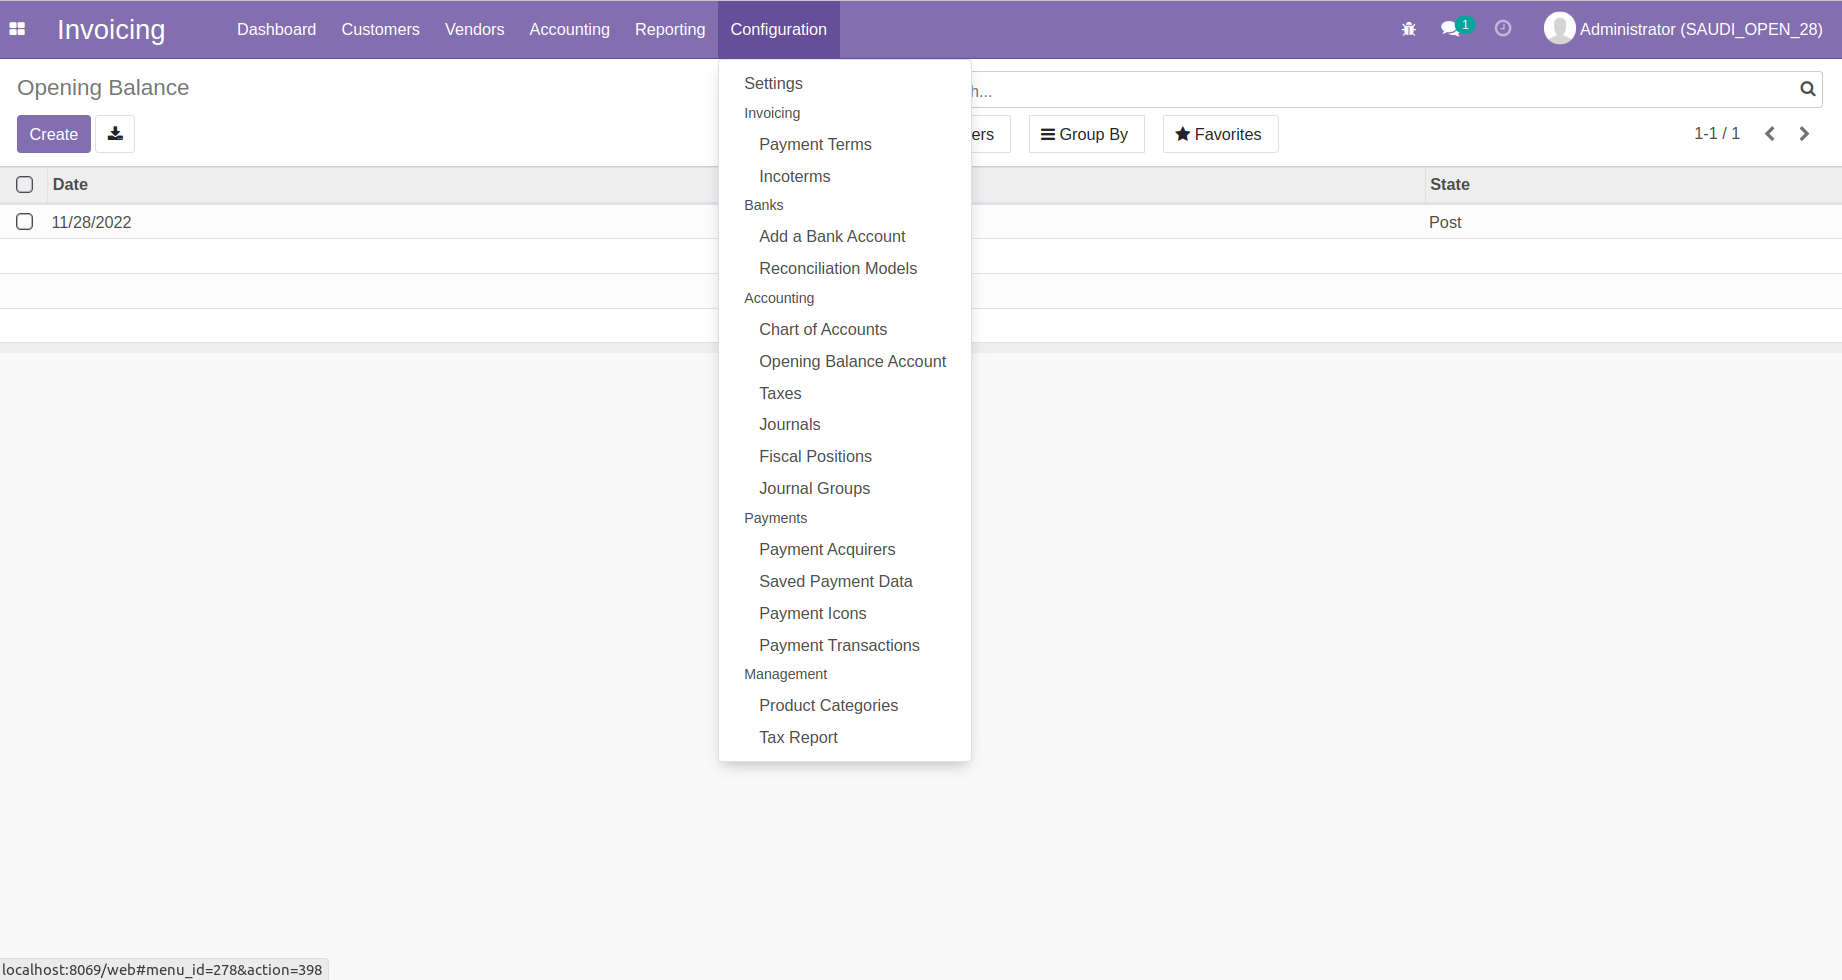 Invoicing
Dashboard
Customers
Vendors
Accounting
Reporting
Configuration
1
Administrator (SAUDI_OPEN_28)
Opening Balance
h...
Create
ers
Group By
Favorites
1-1 / 1
Date
State
11/28/2022
Post
Settings
Invoicing
Payment Terms
Incoterms
Banks
Add a Bank Account
Reconciliation Models
Accounting
Chart of Accounts
Opening Balance Account
Taxes
Journals
Fiscal Positions
Journal Groups
Payments
Payment Acquirers
Saved Payment Data
Payment Icons
Payment Transactions
Management
Product Categories
Tax Report
localhost:8069/web#menu_id=278&action=398